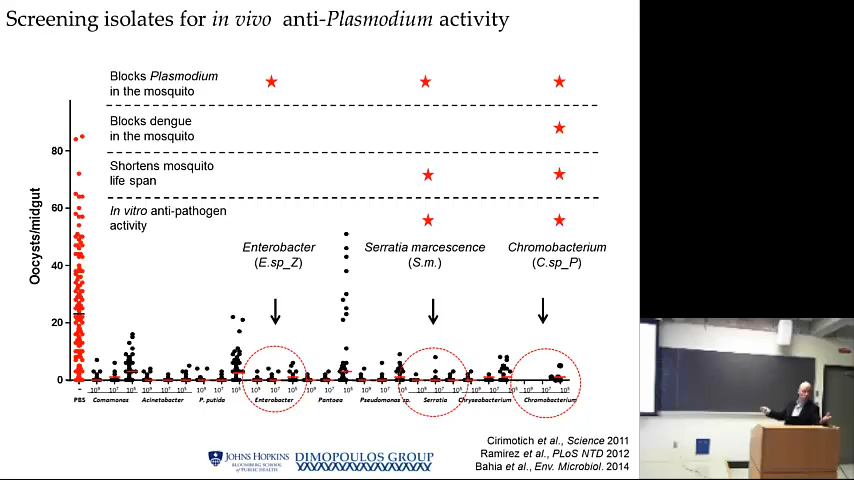 Screening isolates for in vivo anti-Plasmodium activity
Blocks Plasmodium
in the mosquito
Blocks dengue
in the mosquito
Shortens mosquito
life span
In vitro anti-pathogen
activity
Enterobacter
(E.sp_Z)
Serratia marcescence
(S.m.)
Chromobacterium
(C.sp_P)
Oocysts/midgut
80
60
40
20
0
PBS
Comamonas
Acinetobacter
P. putida
Enterobacter
Pantoea
Pseudomonas sp.
Serratia
Chryseobacterium
Chromobacterium
Cirimotich et al., Science 2011
Ramirez et al., PLoS NTD 2012
Bahia et al., Env. Microbiol. 2014
JOHNS HOPKINS
BLOOMBERG SCHOOL
of PUBLIC HEALTH
DIMOPOULOS GROUP